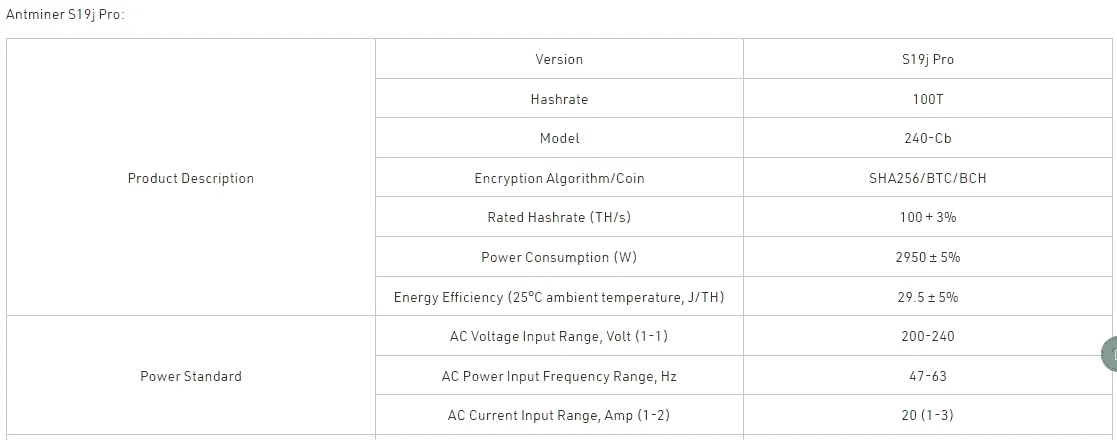 Antminer S19j Pro:
Version S19j Pro
Hashrate 100T
Model 240-Cb
Product Description
Encryption Algorithm/Coin SHA256/BTC/BCH
Rated Hashrate (TH/s) 100 + 3%
Power Consumption (W) 2950 ± 5%
Energy Efficiency (25°C ambient temperature, J/TH) 29.5 ± 5%
AC Voltage Input Range, Volt (1-1) 200-240
Power Standard
AC Power Input Frequency Range, Hz 47-63
AC Current Input Range, Amp (1-2) 20 (1-3)